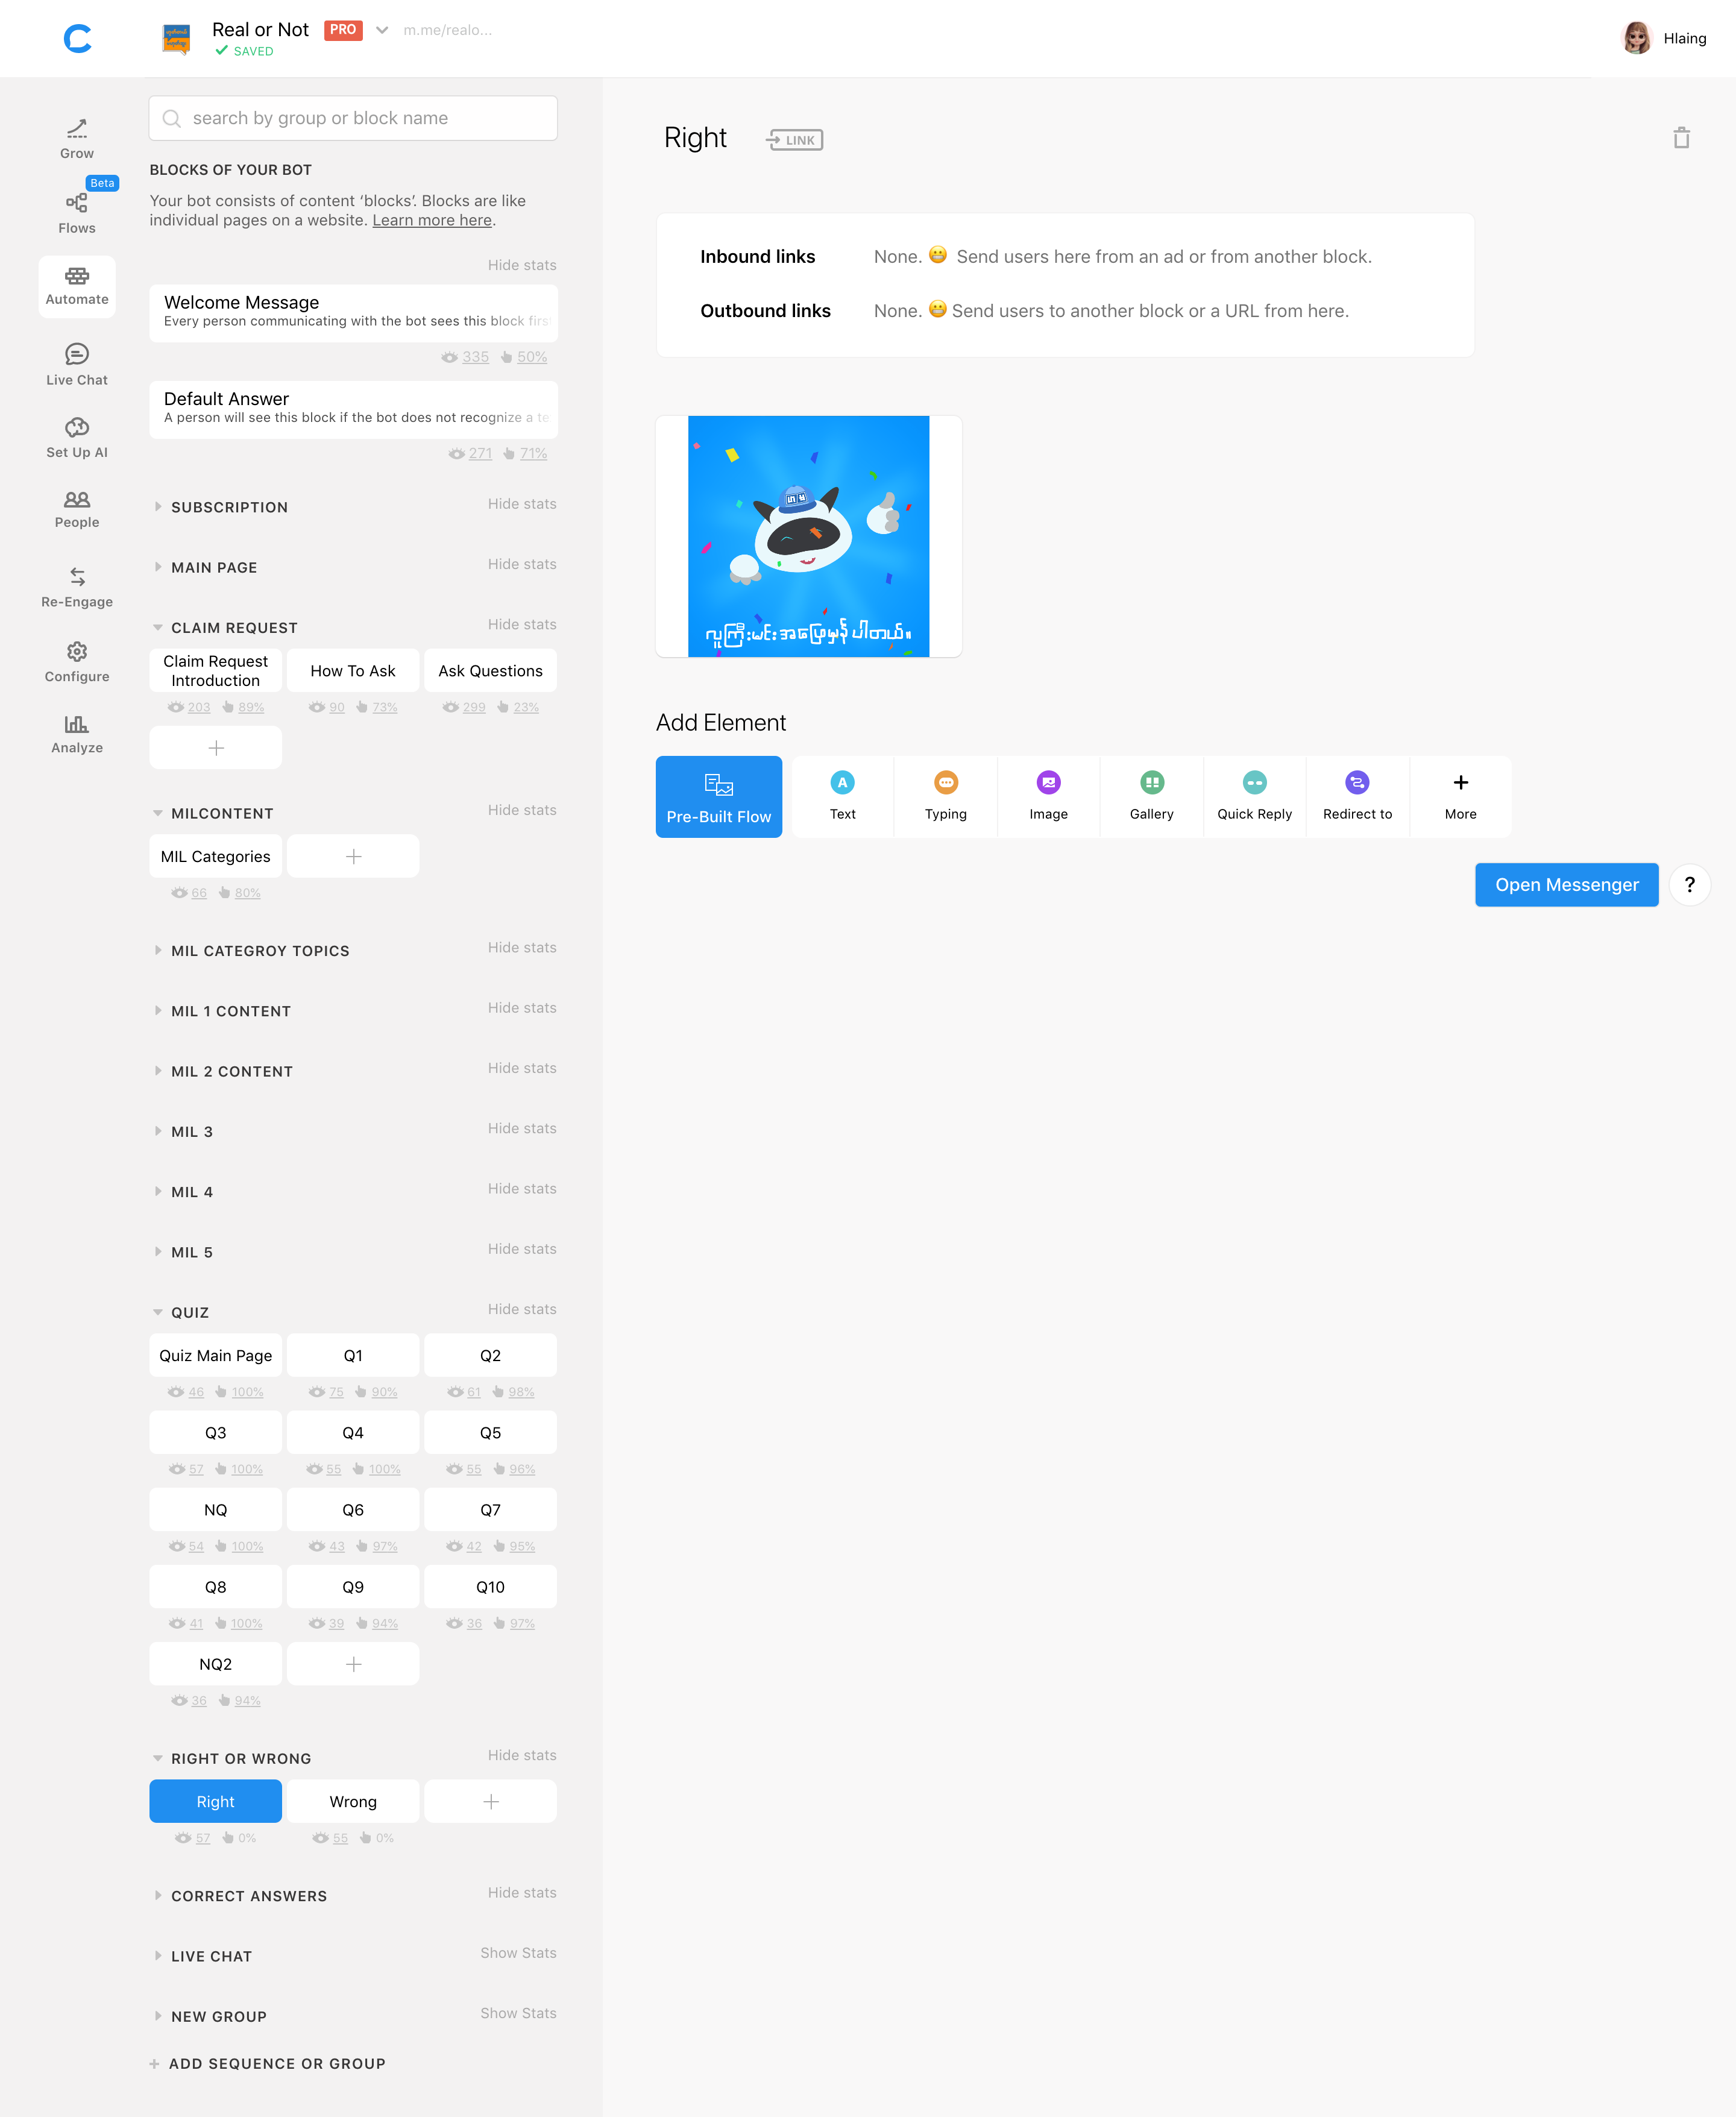 Real or Not PRO m.me/realo...
SAVED
Hlaing
Grow
Beta
Flows
Automate
Live Chat
Set Up AI
People
Re-Engage
Configure
Analyze
search by group or block name
BLOCKS OF YOUR BOT
Your bot consists of content ‘blocks’. Blocks are like
individual pages on a website. Learn more here.
Hide stats
Welcome Message
Every person communicating with the bot sees this block firs
335 50%
Default Answer
A person will see this block if the bot does not recognize a te
271 71%
SUBSCRIPTION Hide stats
MAIN PAGE Hide stats
CLAIM REQUEST Hide stats
Claim Request
Introduction
How To Ask
Ask Questions
203 89% 90 73% 299 23%
MILCONTENT Hide stats
MIL Categories
66 80%
MIL CATEGROY TOPICS Hide stats
MIL 1 CONTENT Hide stats
MIL 2 CONTENT Hide stats
MIL 3 Hide stats
MIL 4 Hide stats
MIL 5 Hide stats
QUIZ Hide stats
Quiz Main Page Q1 Q2
46 100% 75 90% 61 98%
Q3 Q4 Q5
57 100% 55 100% 55 96%
NQ Q6 Q7
54 100% 43 97% 42 95%
Q8 Q9 Q10
41 100% 39 94% 36 97%
NQ2
36 94%
RIGHT OR WRONG Hide stats
Right Wrong
57 0% 55 0%
CORRECT ANSWERS Hide stats
LIVE CHAT Show Stats
NEW GROUP Show Stats
ADD SEQUENCE OR GROUP
Right LINK
Inbound links None. 😬 Send users here from an ad or from another block.
Outbound links None. 😬 Send users to another block or a URL from here.
လူကြီးမင်း အဖြေမှန် ပါတယ်။
Add Element
Pre-Built Flow
Text
Typing
Image
Gallery
Quick Reply
Redirect to
More
Open Messenger ?